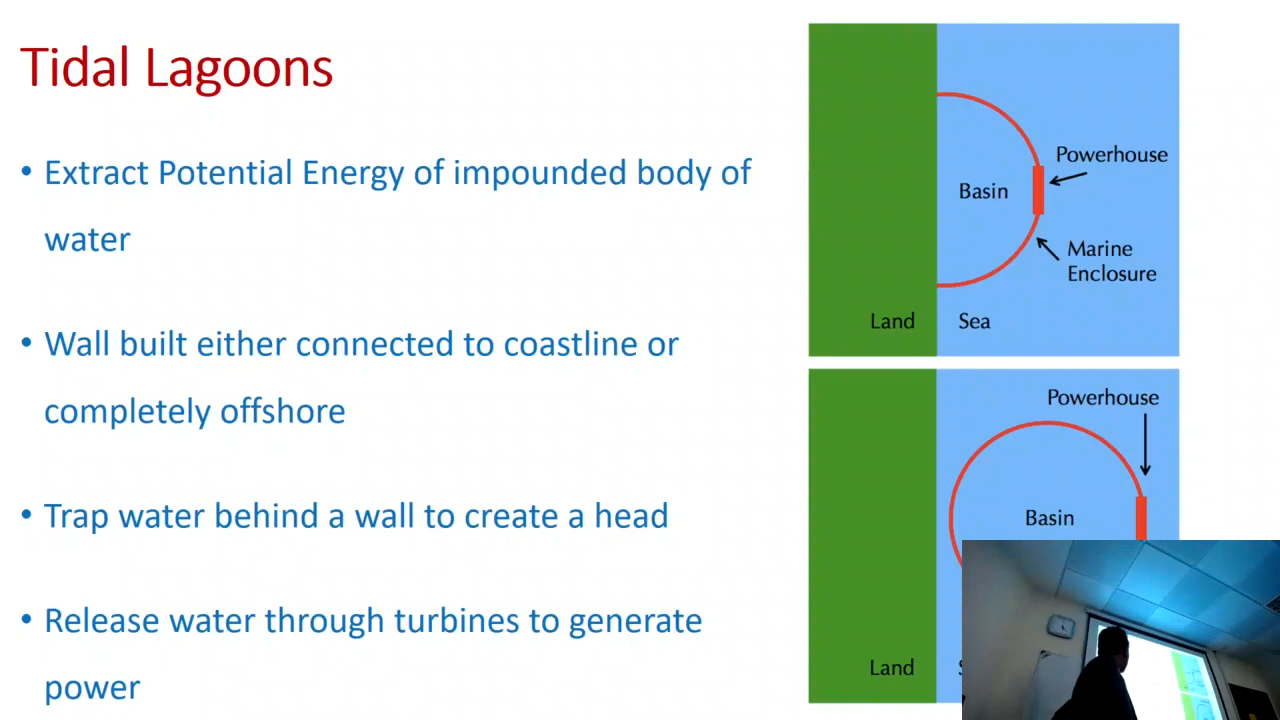 Tidal Lagoons
• Extract Potential Energy of impounded body of
water
• Wall built either connected to coastline or
completely offshore
• Trap water behind a wall to create a head
• Release water through turbines to generate
power
Powerhouse
Basin
Marine
Enclosure
Land
Sea
Powerhouse
Basin
Land